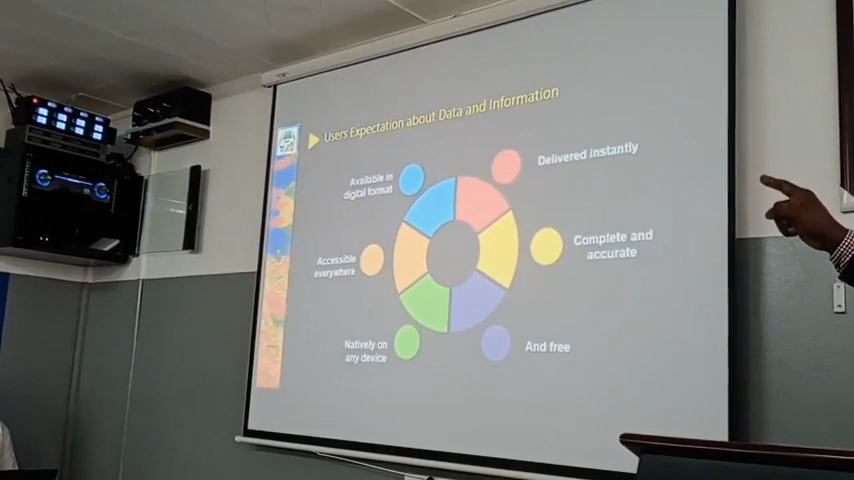 Users Expectation about Data and Information
Available in
digital format
Delivered instantly
Accessible
everywhere
Complete and
accurate
Natively on
any device
And free